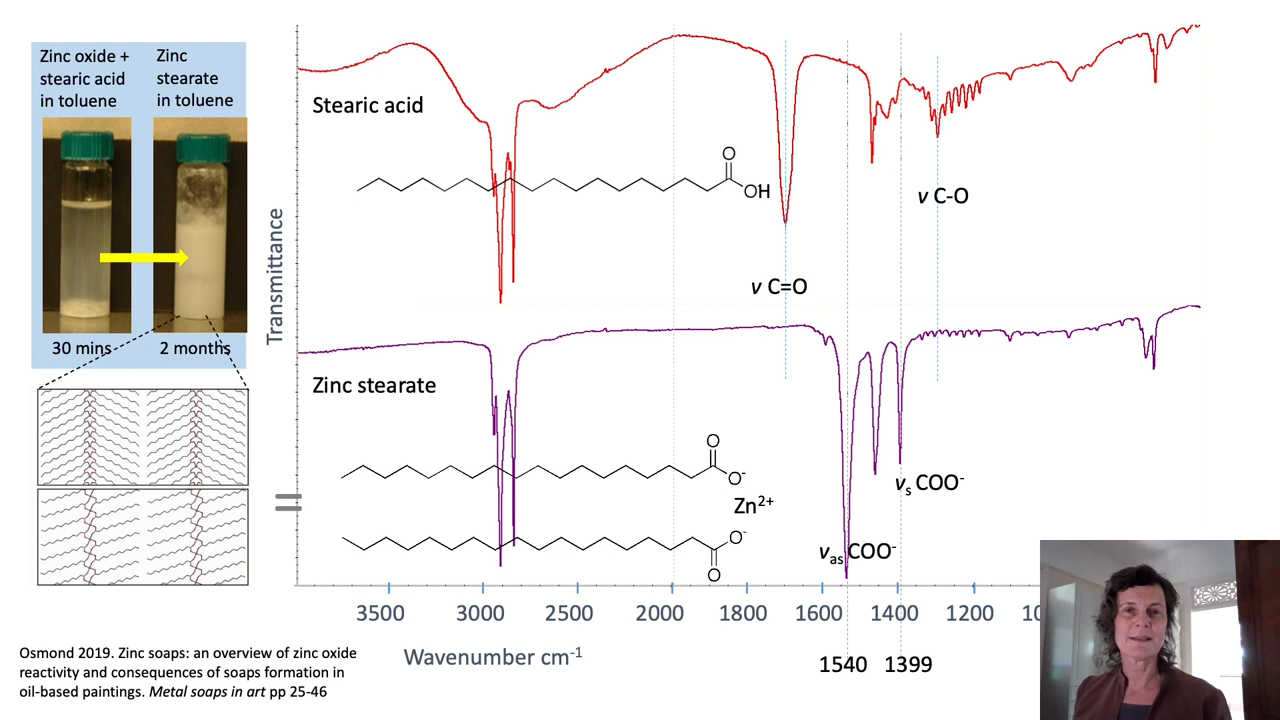 Zinc oxide +
stearic acid
in toluene
Zinc
stearate
in toluene
30 mins
2 months
Transmittance
Stearic acid
O
OH
ν C=O
ν C-O
Zinc stearate
O
O-
Zn2+
O-
O
νas COO-
νs COO-
3500 3000 2500 2000 1800 1600 1400 1200 10
Wavenumber cm-1
1540 1399
=
Osmond 2019. Zinc soaps: an overview of zinc oxide
reactivity and consequences of soaps formation in
oil-based paintings. Metal soaps in art pp 25-46